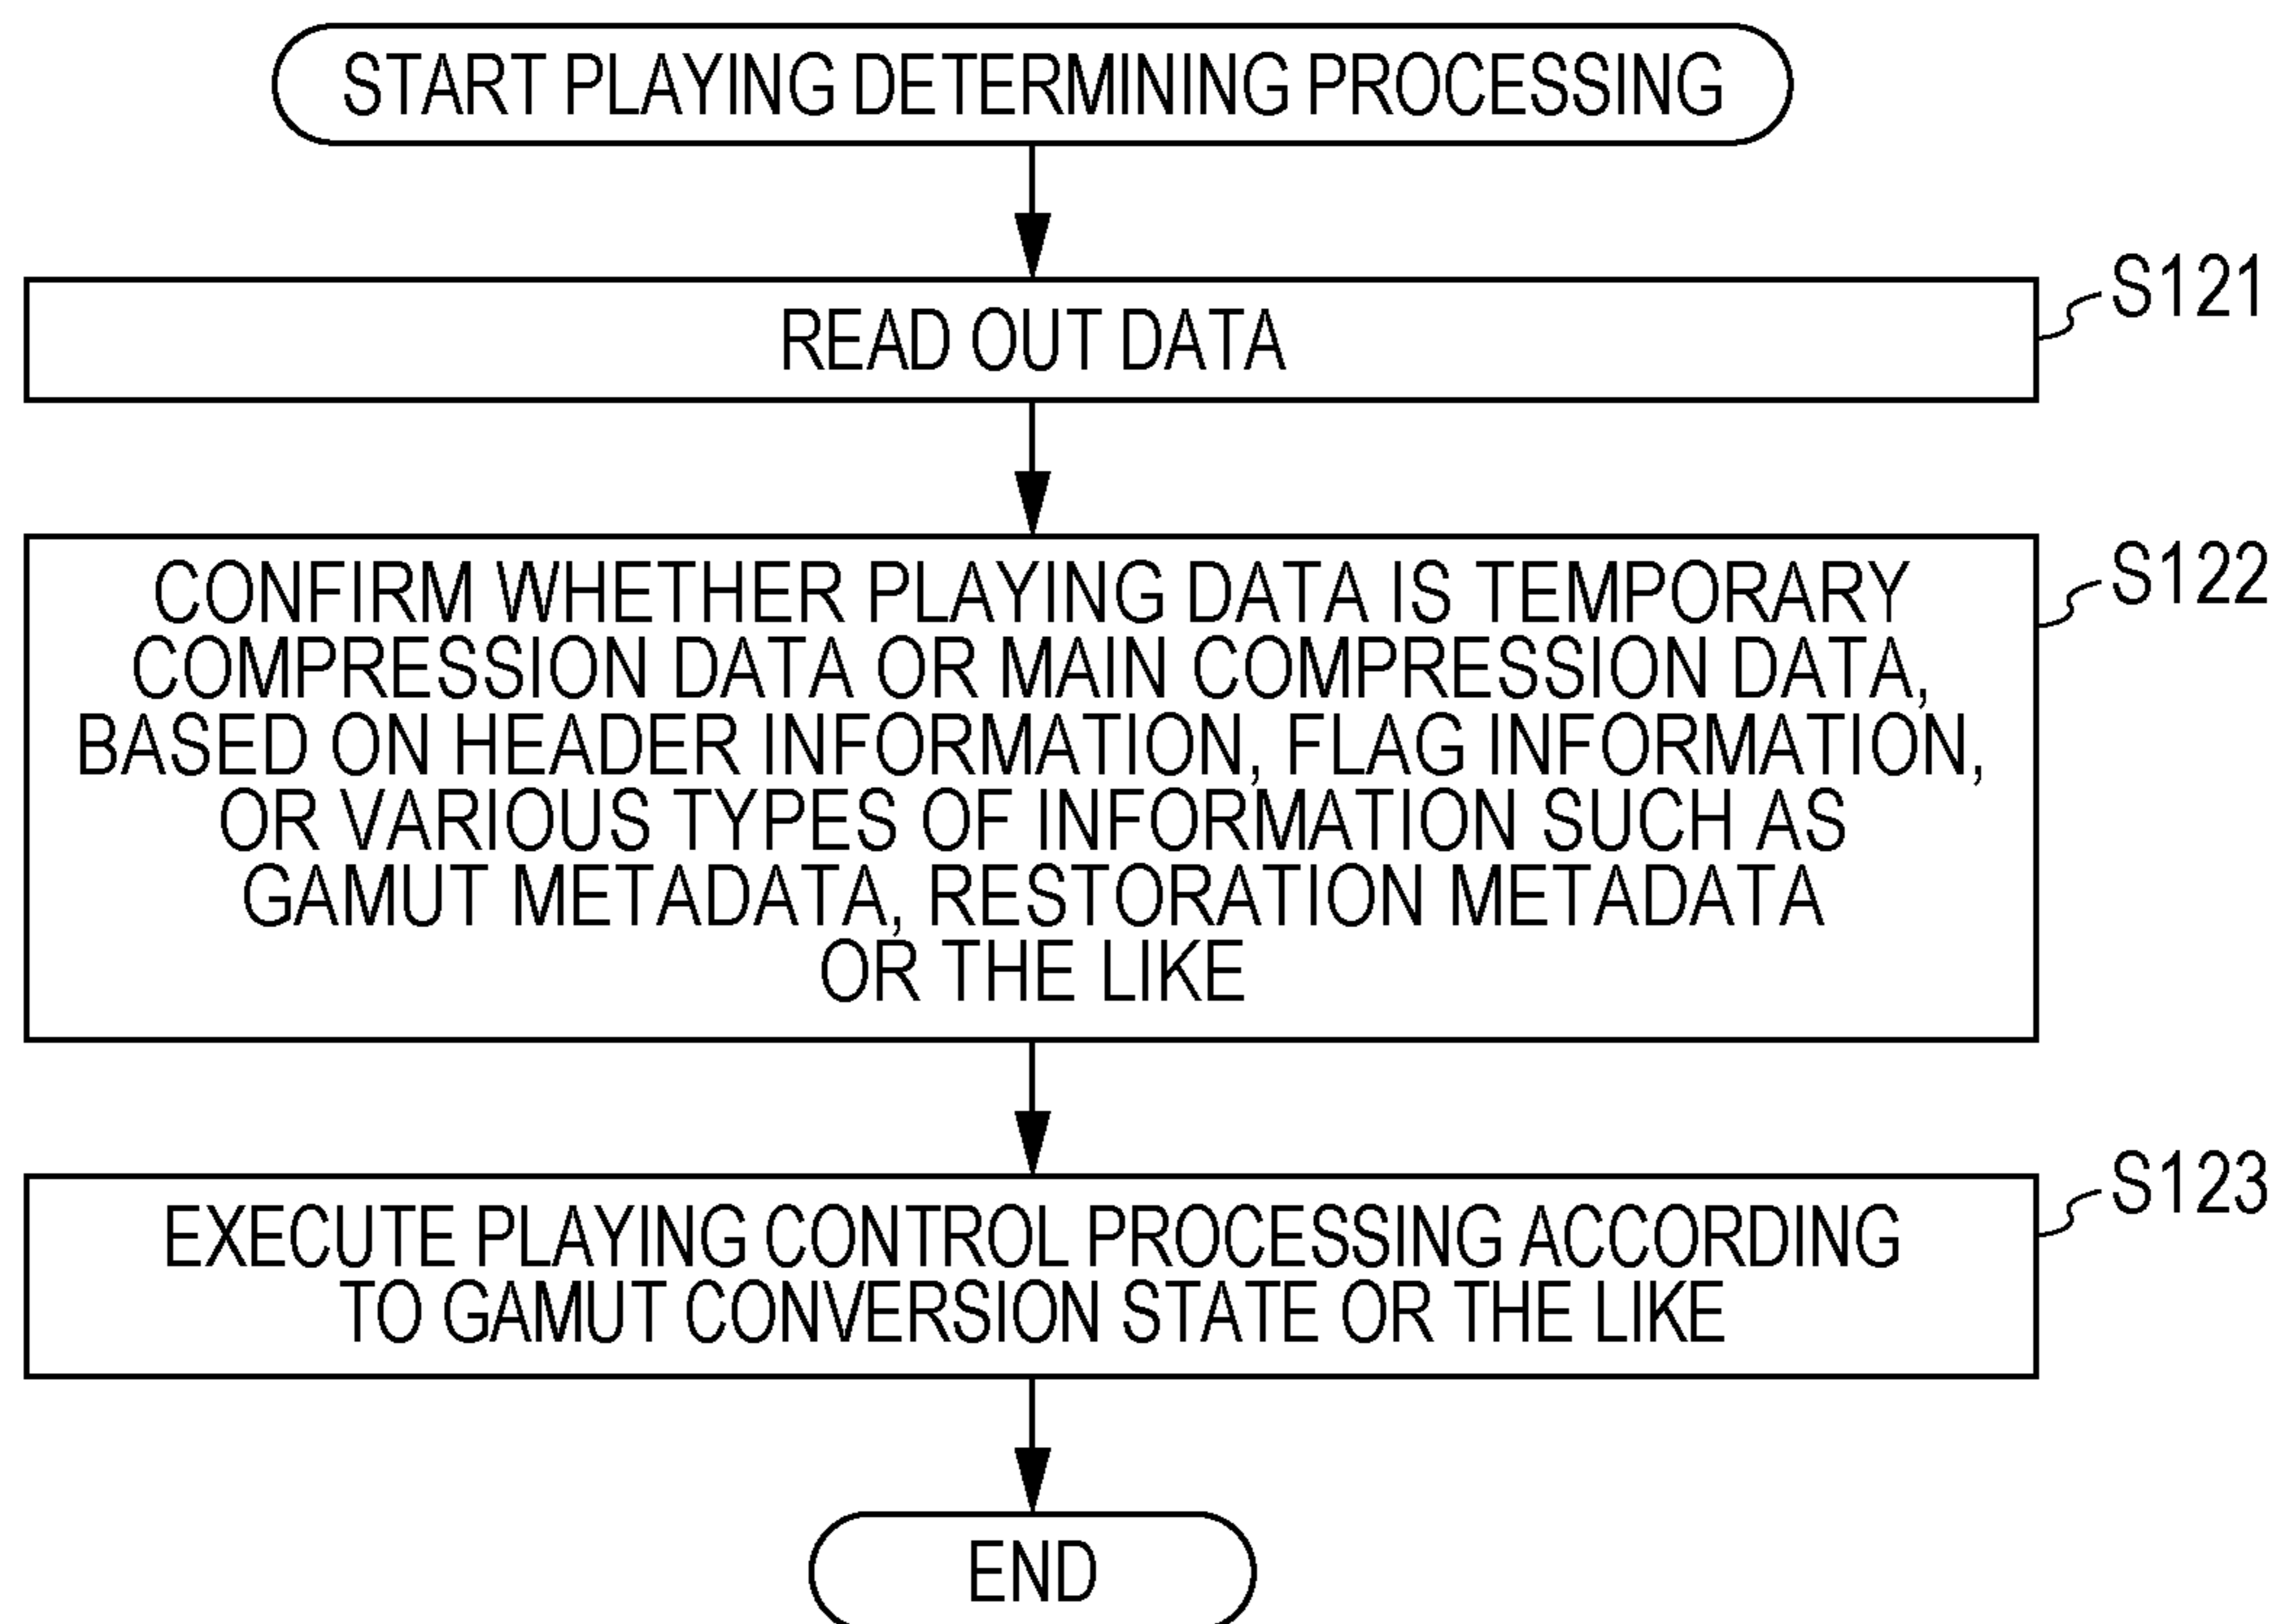 START PLAYING DETERMINING PROCESSING
READ OUT DATA
S121
CONFIRM WHETHER PLAYING DATA IS TEMPORARY
COMPRESSION DATA OR MAIN COMPRESSION DATA,
BASED ON HEADER INFORMATION, FLAG INFORMATION,
OR VARIOUS TYPES OF INFORMATION SUCH AS
GAMUT METADATA, RESTORATION METADATA
OR THE LIKE
S122
EXECUTE PLAYING CONTROL PROCESSING ACCORDING
TO GAMUT CONVERSION STATE OR THE LIKE
S123
END